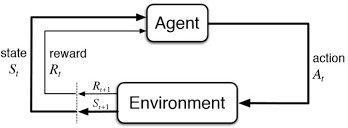 Agent
state
S_t
reward
R_t
action
A_t
R_{t+1}
S_{t+1}
Environment